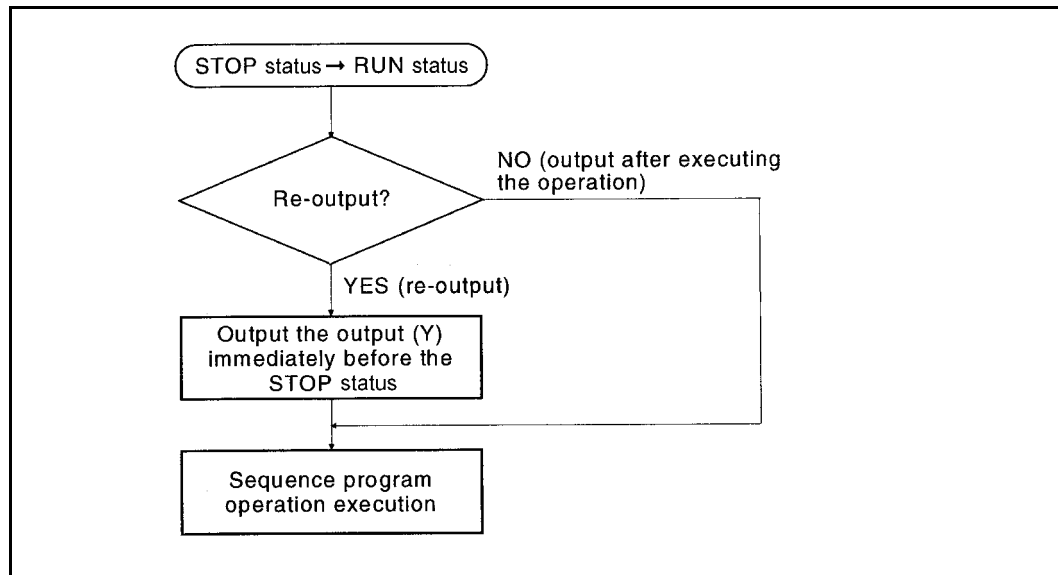 STOP status → RUN status
NO (output after executing
the operation)
Re-output?
YES (re-output)
Output the output (Y)
immediately before the
STOP status
Sequence program
operation execution